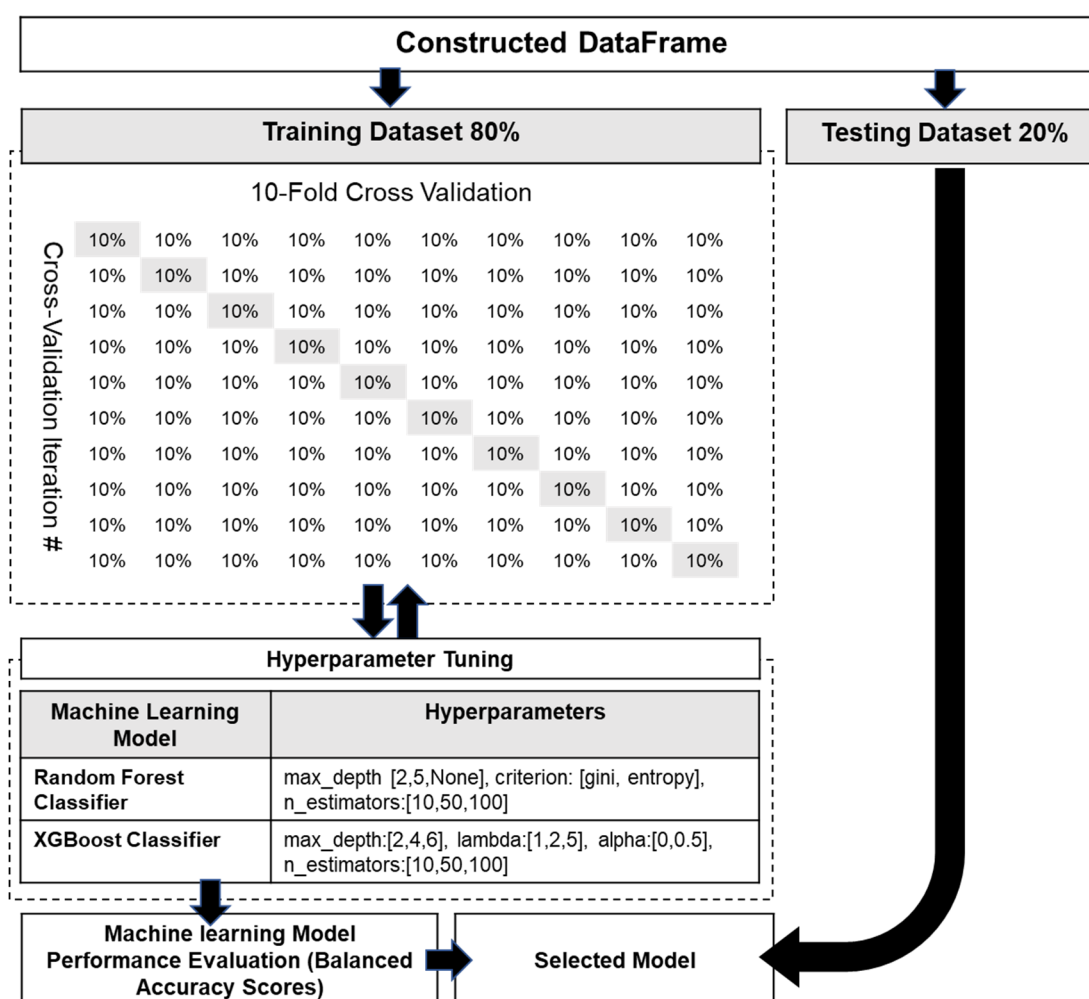 Constructed DataFrame
Training Dataset 80%
Testing Dataset 20%
10-Fold Cross Validation
Cross-Validation Iteration #
10% 10% 10% 10% 10% 10% 10% 10% 10% 10%
10% 10% 10% 10% 10% 10% 10% 10% 10% 10%
10% 10% 10% 10% 10% 10% 10% 10% 10% 10%
10% 10% 10% 10% 10% 10% 10% 10% 10% 10%
10% 10% 10% 10% 10% 10% 10% 10% 10% 10%
10% 10% 10% 10% 10% 10% 10% 10% 10% 10%
10% 10% 10% 10% 10% 10% 10% 10% 10% 10%
10% 10% 10% 10% 10% 10% 10% 10% 10% 10%
10% 10% 10% 10% 10% 10% 10% 10% 10% 10%
10% 10% 10% 10% 10% 10% 10% 10% 10% 10%
Hyperparameter Tuning
Machine Learning
Model
Hyperparameters
Random Forest
Classifier
max_depth [2,5,None], criterion: [gini, entropy],
n_estimators:[10,50,100]
XGBoost Classifier
max_depth:[2,4,6], lambda:[1,2,5], alpha:[0,0.5],
n_estimators:[10,50,100]
Machine learning Model
Performance Evaluation (Balanced
Accuracy Scores)
Selected Model